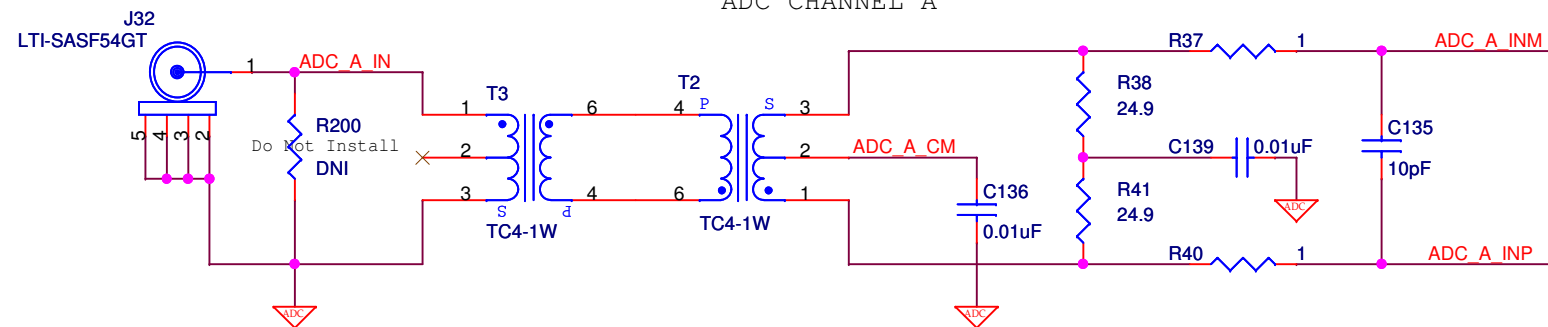 ADC CHANNEL A
J32
LTI-SASF54GT
1
ADC_A_IN
5
4
3
2
R200
Do Not Install
DNI
T3
1
2
3
6
4
S
P
TC4-1W
T2
4
P
S
3
6
2
1
TC4-1W
ADC_A_CM
C136
0.01uF
R37
1
ADC_A_INM
R38
24.9
C139
0.01uF
C135
10pF
R41
24.9
R40
1
ADC_A_INP
ADC
ADC
ADC